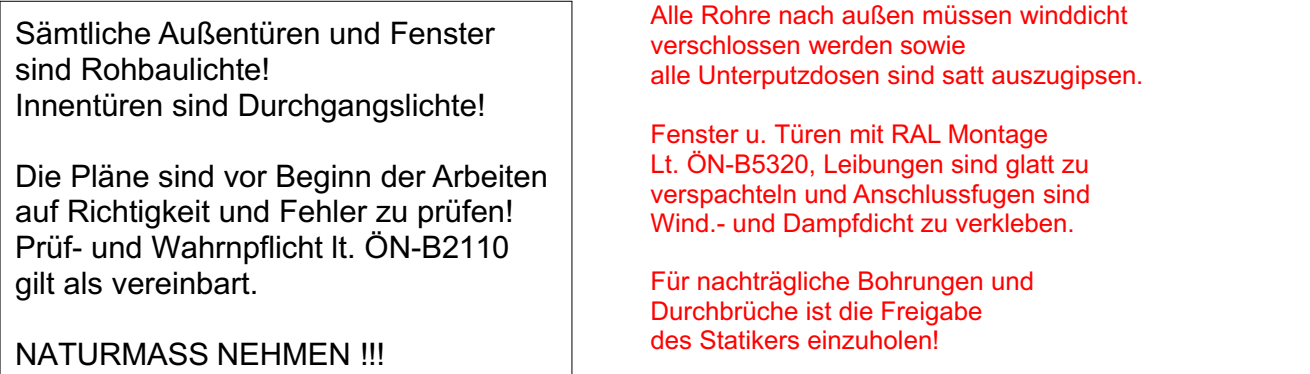 Sämtliche Außentüren und Fenster
sind Rohbaulichte!
Innentüren sind Durchgangslichte!
Die Pläne sind vor Beginn der Arbeiten
auf Richtigkeit und Fehler zu prüfen!
Prüf- und Wahrnpflicht lt. ÖN-B2110
gilt als vereinbart.
NATURMASS NEHMEN !!!
Alle Rohre nach außen müssen winddicht
verschlossen werden sowie
alle Unterputzdosen sind satt auszugipsen.
Fenster u. Türen mit RAL Montage
Lt. ÖN-B5320, Leibungen sind glatt zu
verspachteln und Anschlussfugen sind
Wind.- und Dampfdicht zu verkleben.
Für nachträgliche Bohrungen und
Durchbrüche ist die Freigabe
des Statikers einzuholen!